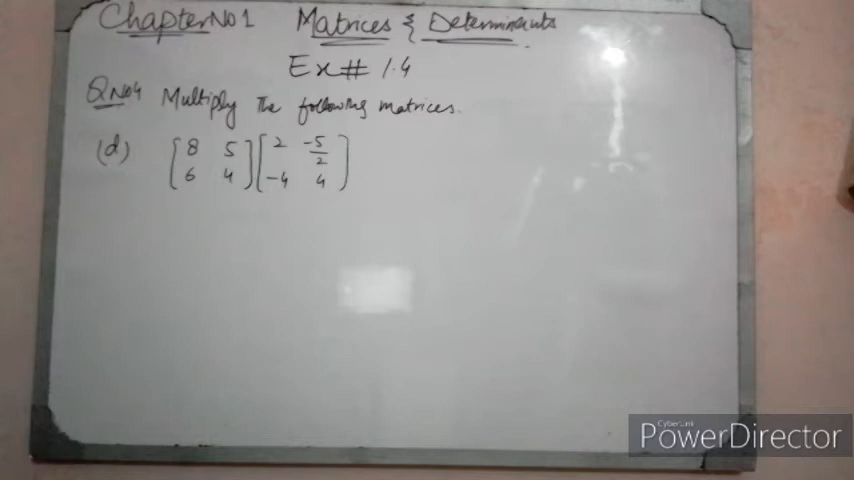 Chapter No 1 Matrices & Determinants
Ex # 1.4
Q No 4 Multiply The following matrices.
(d) [8 5 [2 -5/2
6 4] -4 4]
CyberLink
PowerDirector